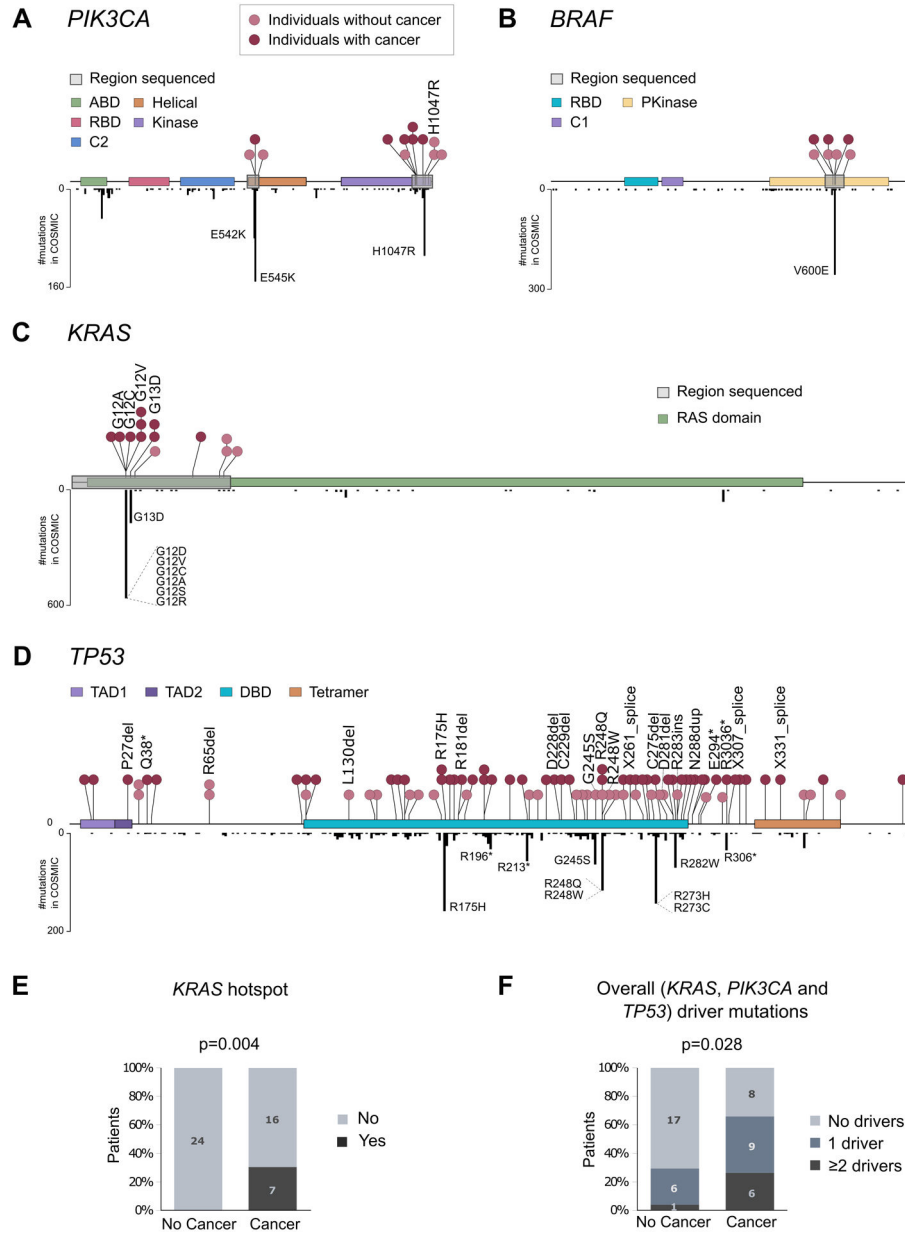 A PIK3CA
Individuals without cancer
Individuals with cancer
Region sequenced
ABD Helical
RBD Kinase
C2
H1047R
0
#mutations
in COSMIC
E542K
E545K
H1047R
160
B BRAF
Region sequenced
RBD PKinase
C1
0
#mutations
in COSMIC
V600E
300
C KRAS
G12A
G12C
G12V
G13D
Region sequenced
RAS domain
0
#mutations
in COSMIC
G13D
G12D
G12V
G12C
G12A
G12S
G12R
600
D TP53
TAD1 TAD2 DBD Tetramer
P27del
Q38*
R65del
L130del
R175H
R181del
D228del
C229del
G245S
R248Q
R248W
X261_splice
C275del
D281del
R283ins
N288dup
E294*
R3036*
X307_splice
X331_splice
0
0
#mutations
in COSMIC
R175H
R196*
R213*
G245S
R248Q
R248W
R273H
R273C
R282W
R306*
200
E KRAS hotspot
p=0.004
Patients
100%
80%
60%
40%
20%
0%
24
16
7
No Cancer Cancer
No
Yes
F Overall (KRAS, PIK3CA and
TP53) driver mutations
p=0.028
Patients
100%
80%
60%
40%
20%
0%
17
6
1
8
9
6
No Cancer Cancer
No drivers
1 driver
≥2 drivers